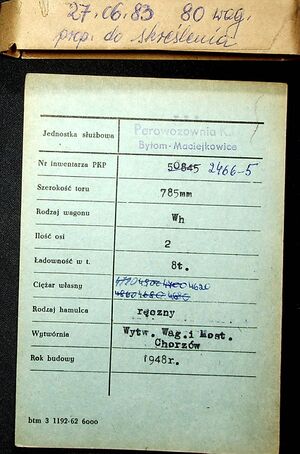 27.06.83 80 wag.
prop. do skreślenia
Jednostka służbowa Parowozownia
Bytom-Maciejkowice
Nr inwentarza PKP 50845 2466-5
Szerokość toru 785mm
Rodzaj wagonu Wh
Ilość osi 2
Ładowność w t. 8t.
Ciężar własny 4620
Rodzaj hamulca ręczny
Wytwórnia Wytw. Wag. i Most.
Chorzów
Rok budowy 1948r.
btm 3 1192-62 6000